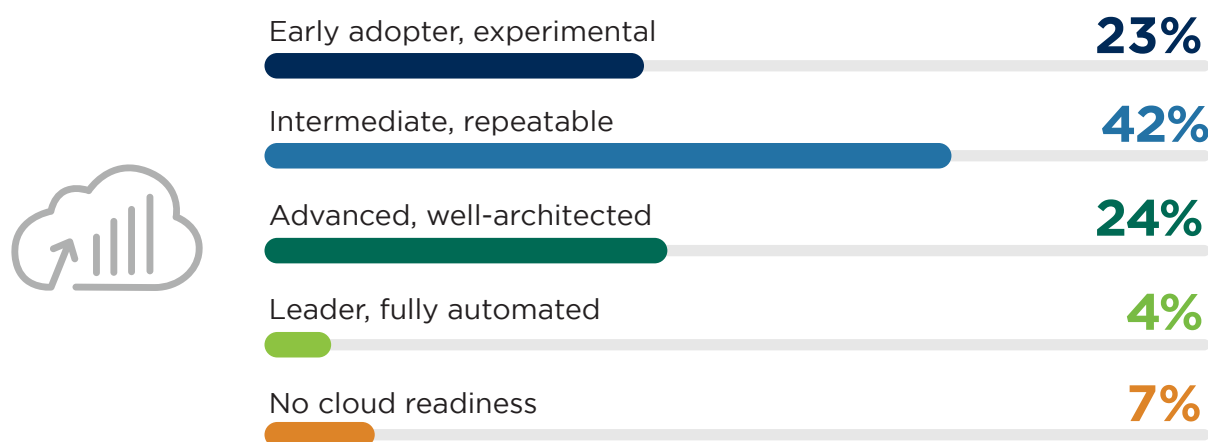 Early adopter, experimental 23%
Intermediate, repeatable 42%
Advanced, well-architected 24%
Leader, fully automated 4%
No cloud readiness 7%